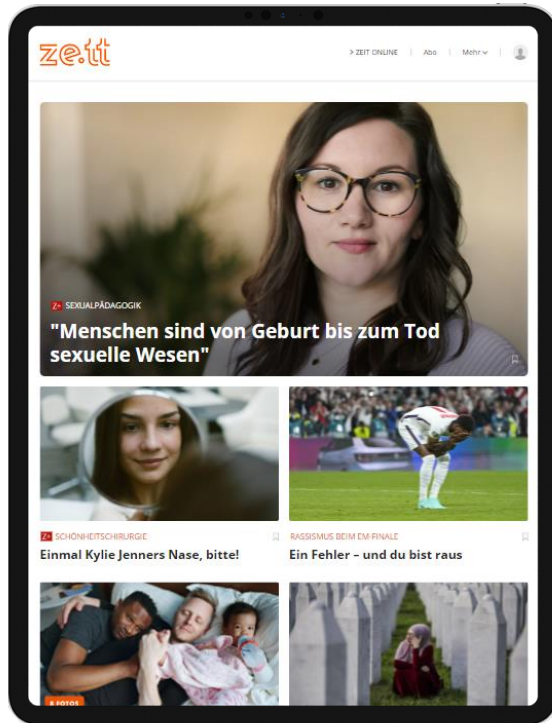 ze.tt
> ZEIT ONLINE | Abo | Mehr
Z+ SEXUALPÄDAGOGIK
"Menschen sind von Geburt bis zum Tod
sexuelle Wesen"
Z+ SCHÖNHEITSCHIRURGIE
Einmal Kylie Jenners Nase, bitte!
RASSISMUS BEIM EM-FINALE
Ein Fehler – und du bist raus
8 FOTOS